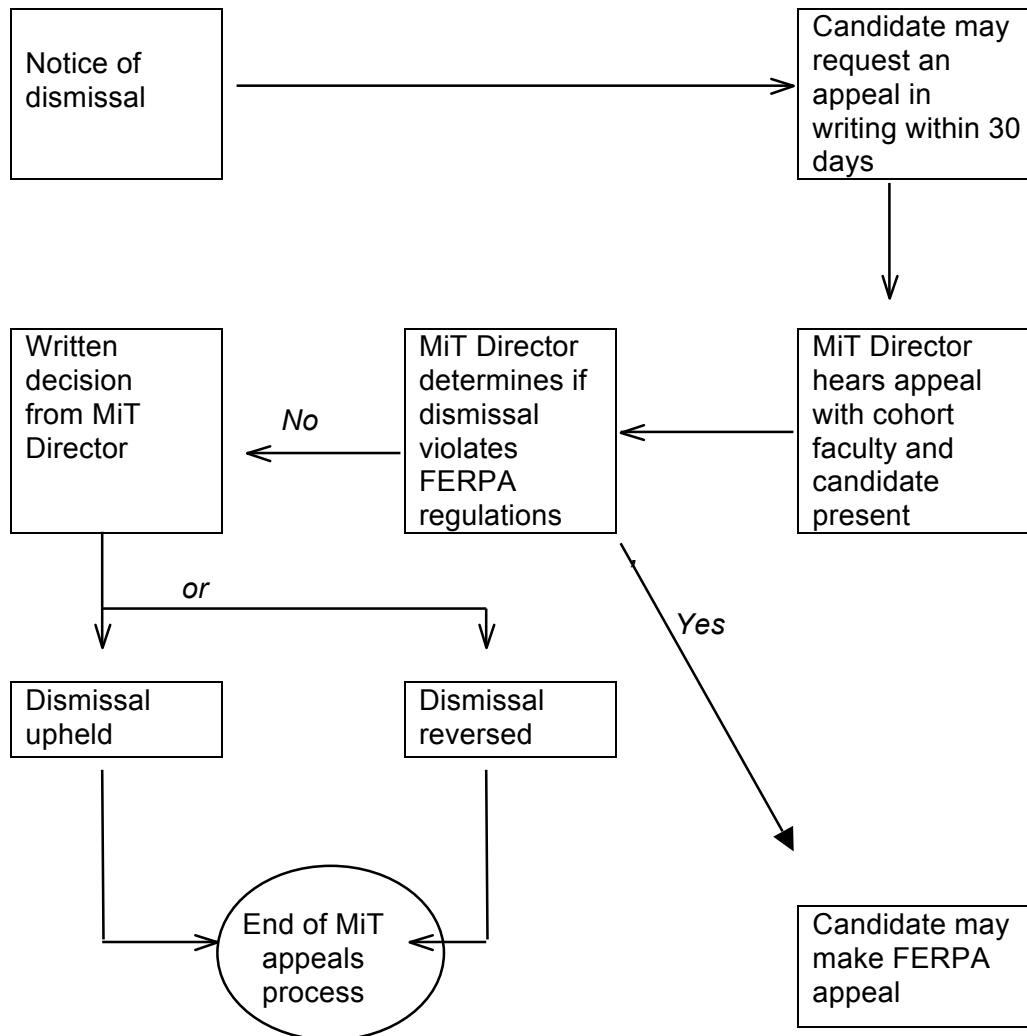 Notice of
dismissal
Candidate may
request an
appeal in
writing within 30
days
Written
decision
from MiT
Director
No
MiT Director
determines if
dismissal
violates
FERPA
regulations
MiT Director
hears appeal
with cohort
faculty and
candidate
present
or
,
Yes
Dismissal
upheld
Dismissal
reversed
End of MiT
appeals
process
Candidate may
make FERPA
appeal